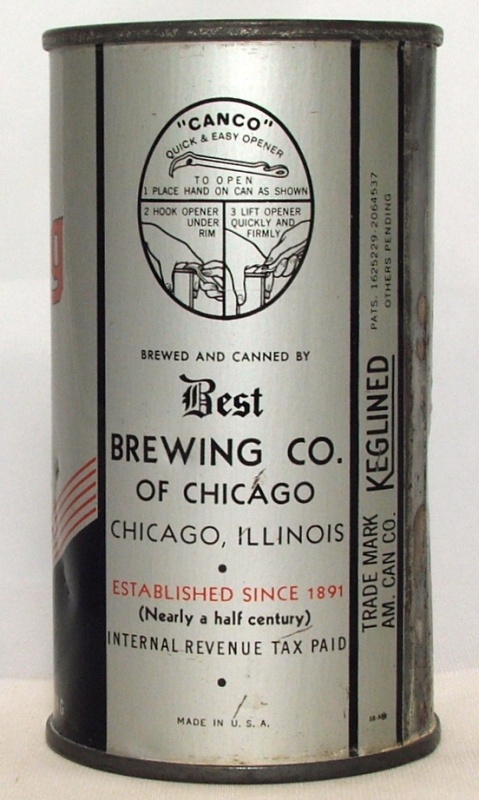 "CANCO"
QUICK & EASY OPENER
TO OPEN
1 PLACE HAND ON CAN AS SHOWN
2 HOOK OPENER
UNDER
RIM
3 LIFT OPENER
QUICKLY AND
FIRMLY
BREWED AND CANNED BY
Best
BREWING CO.
OF CHICAGO
CHICAGO, ILLINOIS
ESTABLISHED SINCE 1891
(Nearly a half century)
INTERNAL REVENUE TAX PAID
MADE IN U. S. A.
PATS. 1625229-2064537
OTHERS PENDING
KEGLINED
TRADE MARK
AM. CAN CO.
g
G